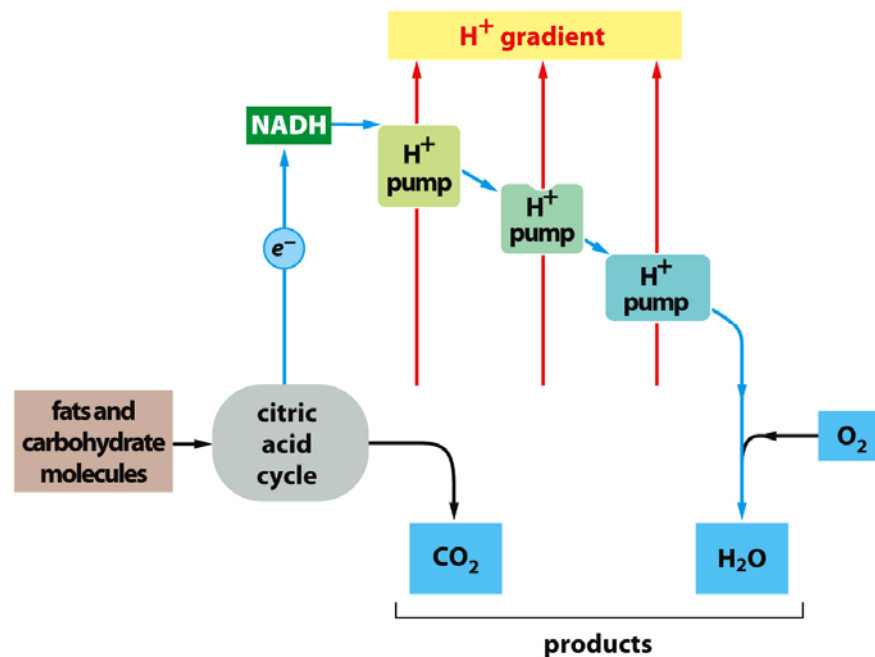 H⁺ gradient
NADH
H⁺
pump
H⁺
pump
H⁺
pump
e⁻
fats and
carbohydrate
molecules
citric
acid
cycle
O₂
CO₂
H₂O
products